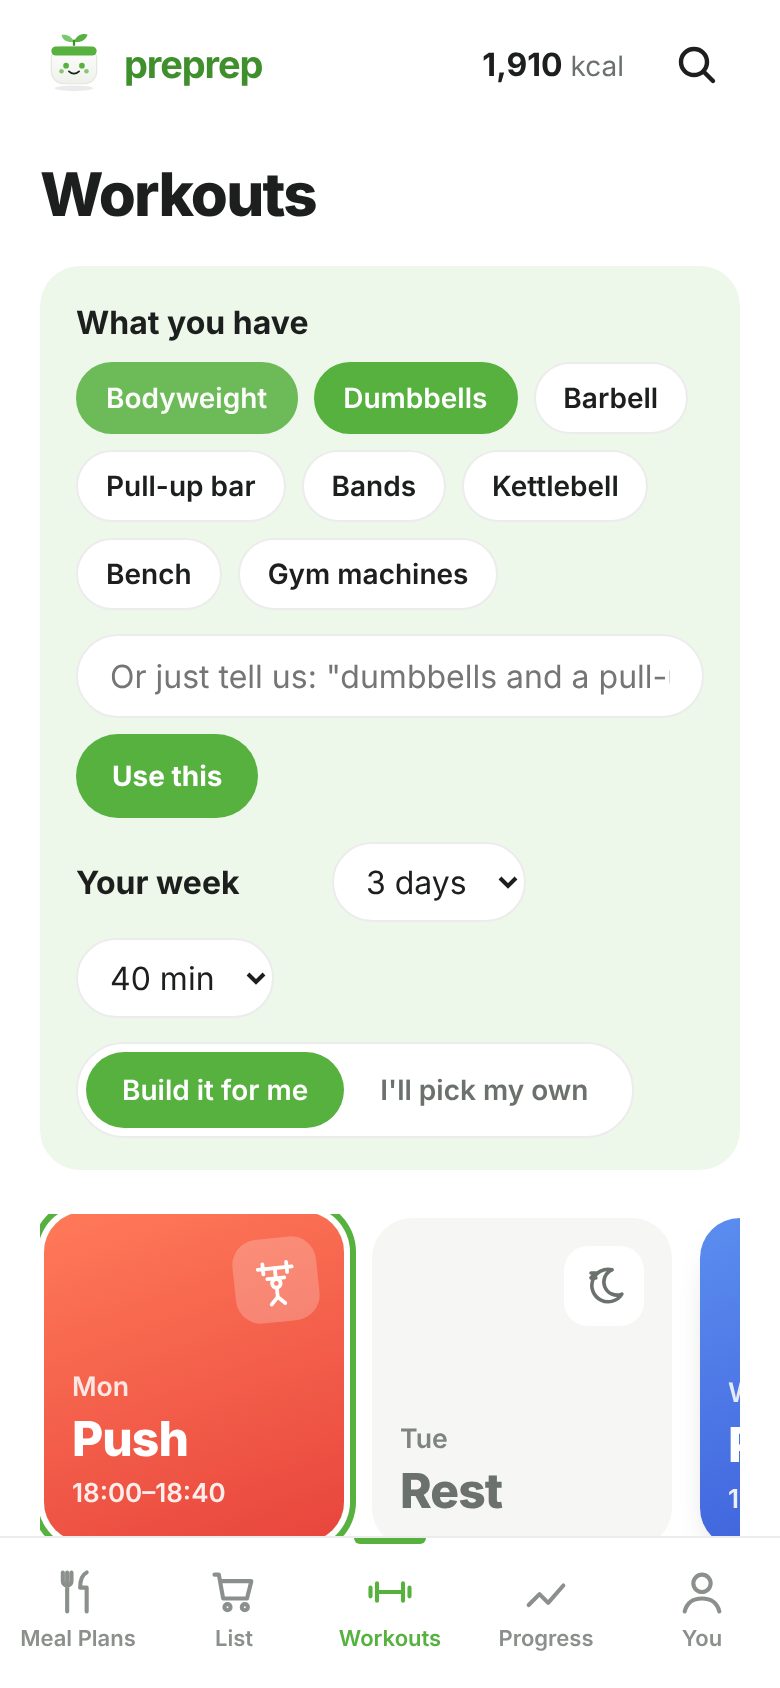 preprep
1,910 kcal
Workouts
What you have
Bodyweight Dumbbells Barbell
Pull-up bar Bands Kettlebell
Bench Gym machines
Or just tell us: "dumbbells and a pull-
Use this
Your week 3 days
40 min
Build it for me I'll pick my own
Mon
Push
18:00–18:40
Tue
Rest
Meal Plans List Workouts Progress You